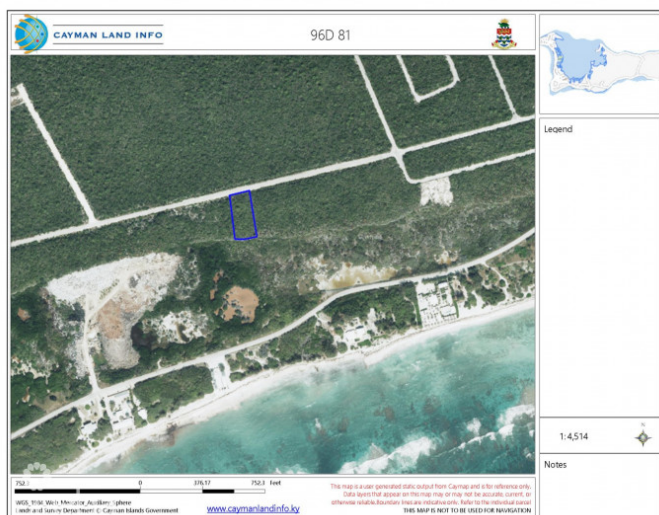 CAYMAN LAND INFO
96D 81
Legend
1:4,514
N
Notes
752.1 0 376.17 752.3 Feet
WGS_1984_Web_Mercator_Auxiliary_Sphere
Lands and Survey Department © Cayman Islands Government
www.caymanlandinfo.ky
This map is a user generated static output from Caymap and is for reference only.
Data layers that appear on this map may or may not be accurate, current, or
otherwise reliable. Boundary lines are indicative only. Refer to the individual parcel
THIS MAP IS NOT TO BE USED FOR NAVIGATION